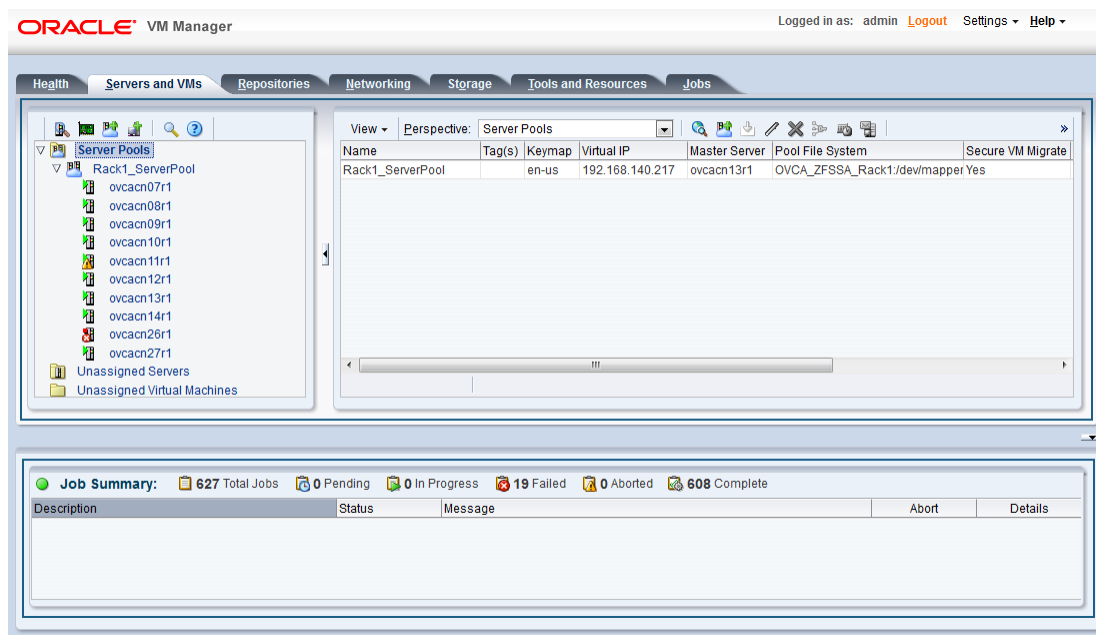 ORACLE® VM Manager
Logged in as: admin Logout Settings Help
Health Servers and VMs Repositories Networking Storage Tools and Resources Jobs
View Perspective: Server Pools »
Server Pools
Rack1_ServerPool
ovcacn07r1
ovcacn08r1
ovcacn09r1
ovcacn10r1
ovcacn11r1
ovcacn12r1
ovcacn13r1
ovcacn14r1
ovcacn26r1
ovcacn27r1
Unassigned Servers
Unassigned Virtual Machines
Name Tag(s) Keymap Virtual IP Master Server Pool File System Secure VM Migrate
Rack1_ServerPool en-us 192.168.140.217 ovcacn13r1 OVCA_ZFSSA_Rack1:/dev/mapper Yes
Job Summary: 627 Total Jobs 0 Pending 0 In Progress 19 Failed 0 Aborted 608 Complete
Description Status Message Abort Details